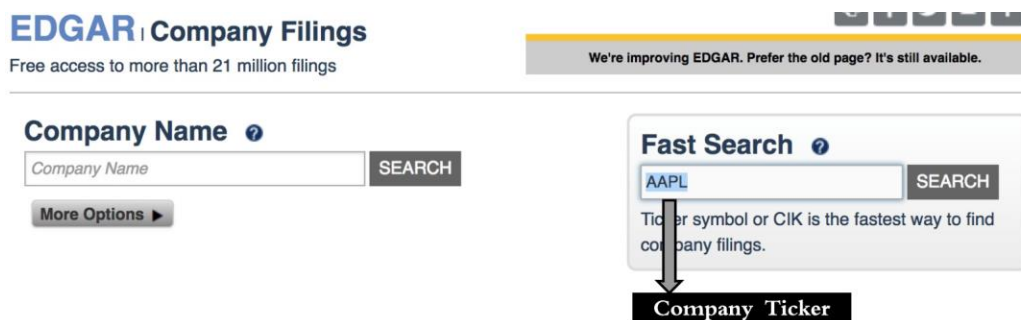 EDGAR | Company Filings
Free access to more than 21 million filings
We're improving EDGAR. Prefer the old page? It's still available.
Company Name ?
Company Name
SEARCH
More Options ▶
Fast Search ?
AAPL
SEARCH
Ticker symbol or CIK is the fastest way to find
company filings.
Company Ticker